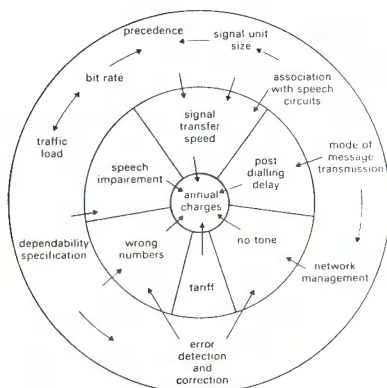 precedence
signal unit
size
bit rate
association
with speech
circuits
traffic
load
signal
transfer
speed
mode of
message
transmission
speech
impairment
post
dialling
delay
annual
charges
dependability
specification
wrong
numbers
no tone
network
management
tariff
error
detection
and
correction